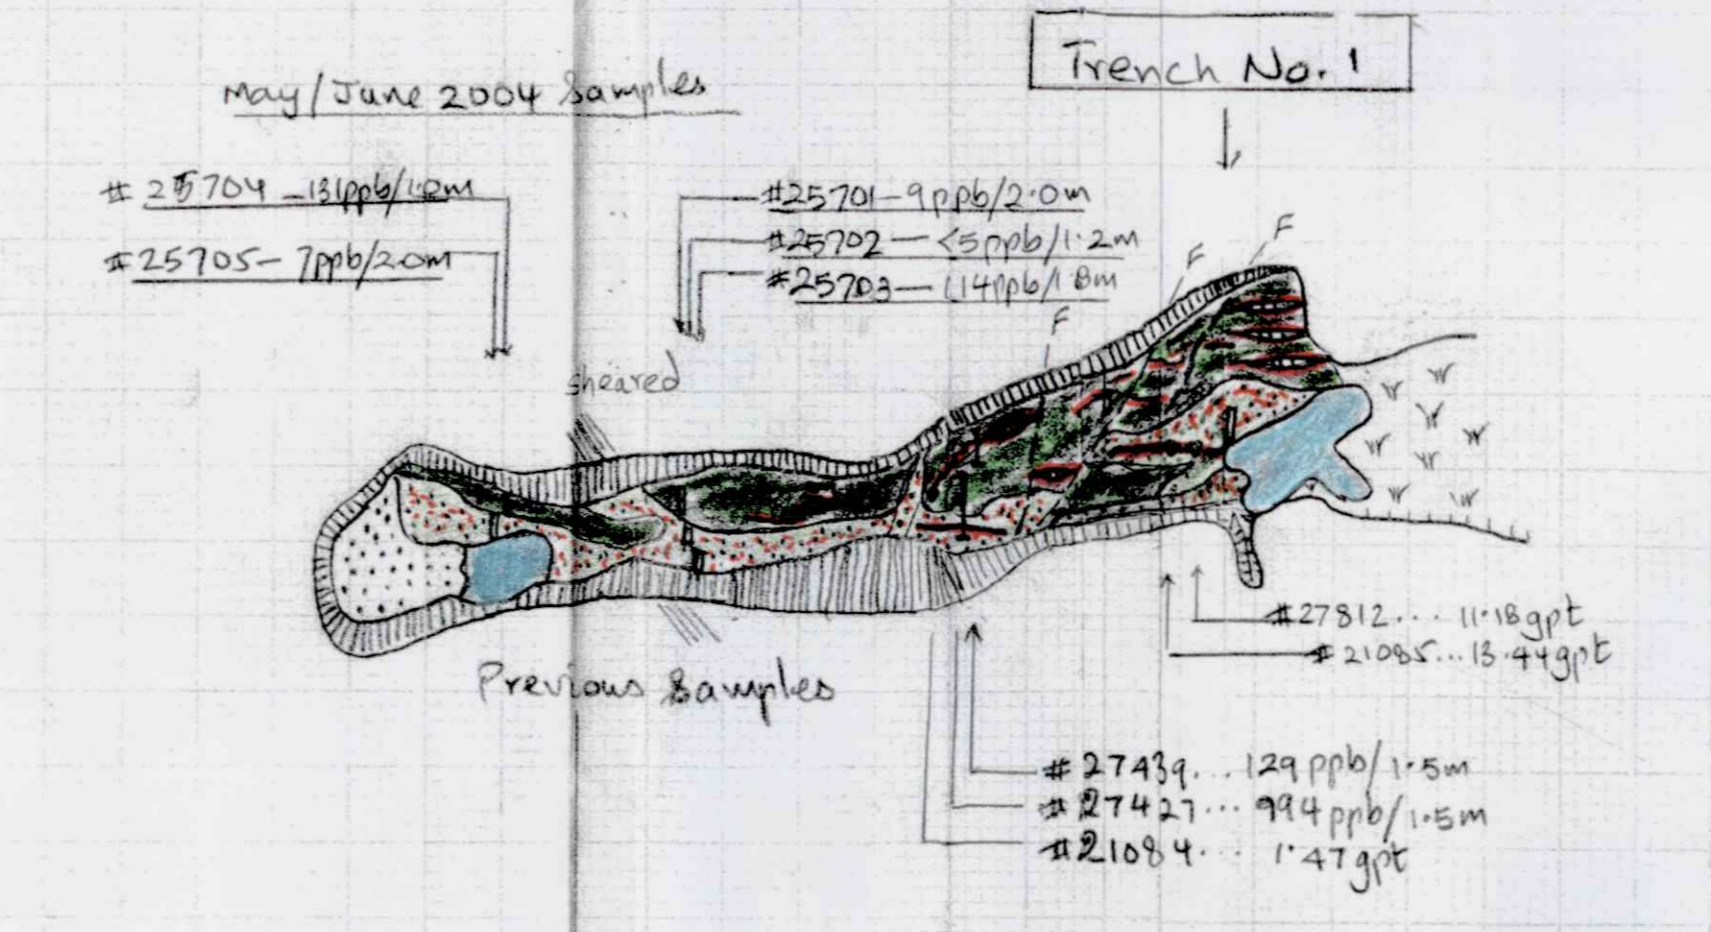 Trench No. 1
May/June 2004 Samples
# 25704 - 131ppb/1.2m
# 25705 - 7ppb/2.0m
#25701 - 9ppb/2.0m
#25702 - <5ppb/1.2m
#25703 - 114ppb/1.8m
F
F
F
sheared
Previous Samples
#27812.... 11.18gpt
#21085... 13.44gpt
# 27439... 129ppb/1.5m
# 27427... 994ppb/1.5m
#21084.... 1.47gpt